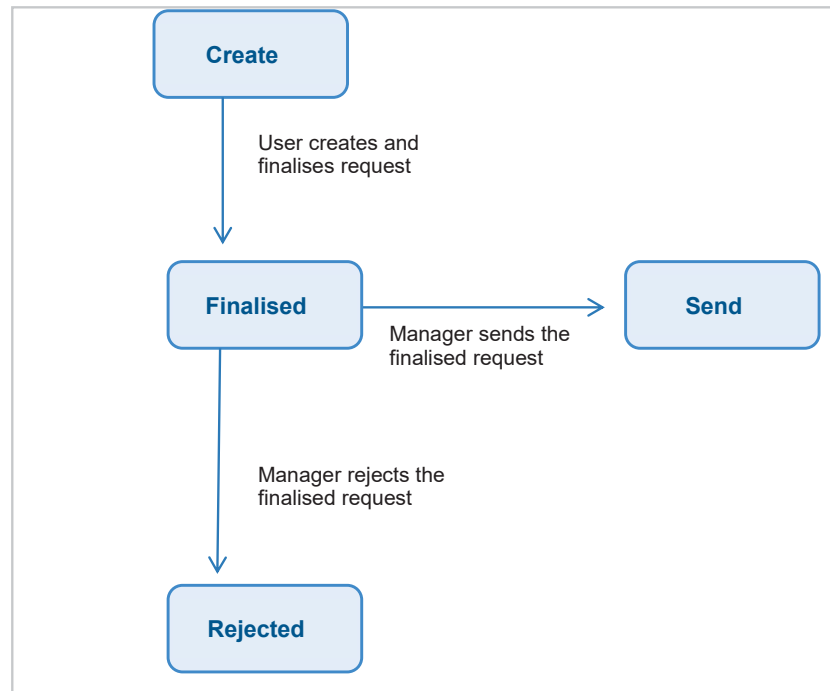 Create
User creates and
finalises request
Finalised
Send
Manager sends the
finalised request
Manager rejects the
finalised request
Rejected